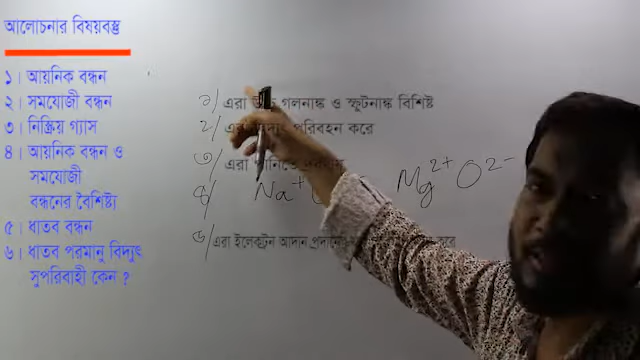 আলোচনার বিষয়বস্তু
১। আয়নিক বন্ধন
২। সমযোজী বন্ধন
৩। নিষ্ক্রিয় গ্যাস
৪। আয়নিক বন্ধন ও
সমযোজী
বন্ধনের বৈশিষ্ট্য
৫। ধাতব বন্ধন
৬। ধাতব পরমানু বিদ্যুৎ
সুপরিবাহী কেন ?
১/ এরা গলনাঙ্ক ও স্ফুটনাঙ্ক বিশিষ্ট
২/ পরিবহন করে
৩/ এরা পানিতে
৪/ Na⁺ Mg²⁺ O²⁻
৫/ এরা ইলেকট্রন আদান